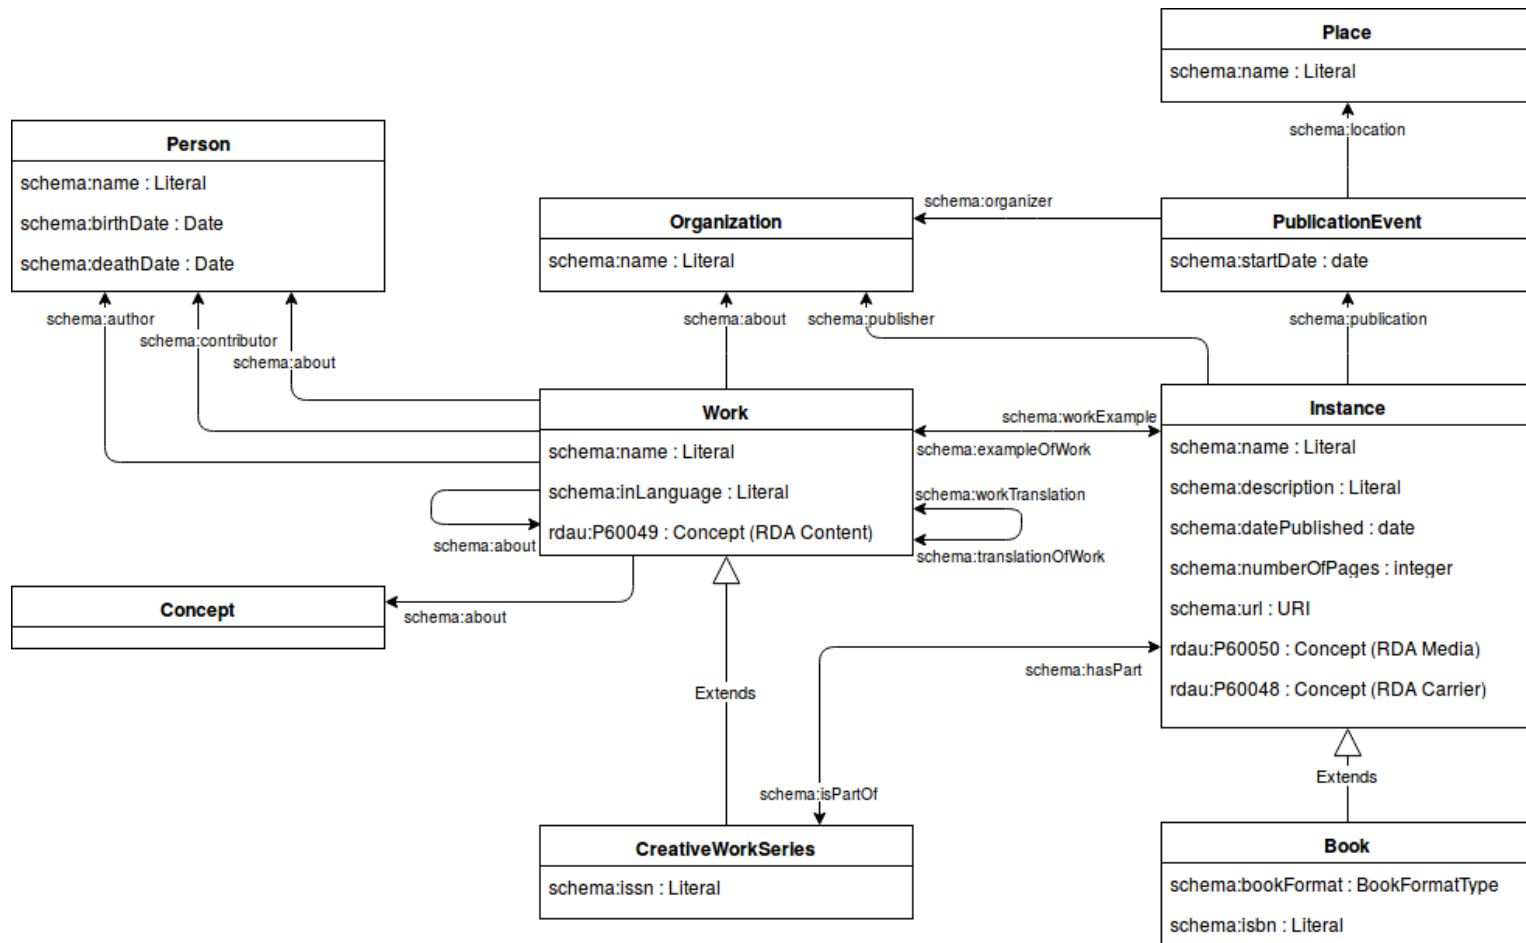 Place
schema:name : Literal
schema:location
Person
schema:name : Literal
schema:birthDate : Date
schema:deathDate : Date
Organization
schema:name : Literal
schema:organizer
PublicationEvent
schema:startDate : date
schema:author
schema:contributor
schema:about
schema:about
schema:publisher
schema:publication
Work
schema:name : Literal
schema:inLanguage : Literal
rdau:P60049 : Concept (RDA Content)
schema:workExample
schema:exampleOfWork
schema:workTranslation
schema:translationOfWork
schema:about
Instance
schema:name : Literal
schema:description : Literal
schema:datePublished : date
schema:numberOfPages : integer
schema:url : URI
rdau:P60050 : Concept (RDA Media)
rdau:P60048 : Concept (RDA Carrier)
Concept
schema:about
Extends
schema:hasPart
schema:isPartOf
Extends
CreativeWorkSeries
schema:issn : Literal
Book
schema:bookFormat : BookFormatType
schema:isbn : Literal